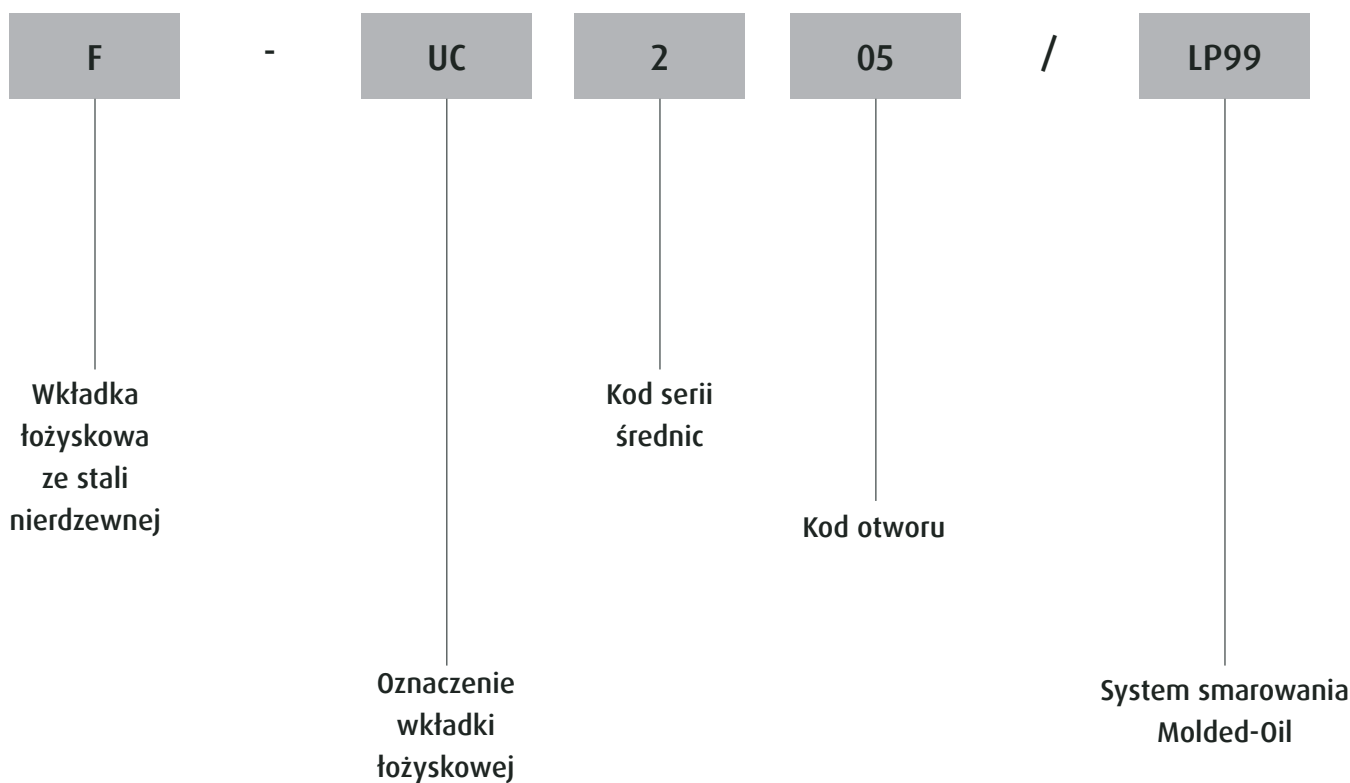 F - UC 2 05 / LP99
Wkładka
łożyskowa
ze stali
nierdzewnej
Kod serii
średnic
Kod otworu
Oznaczenie
wkładki
łożyskowej
System smarowania
Molded-Oil